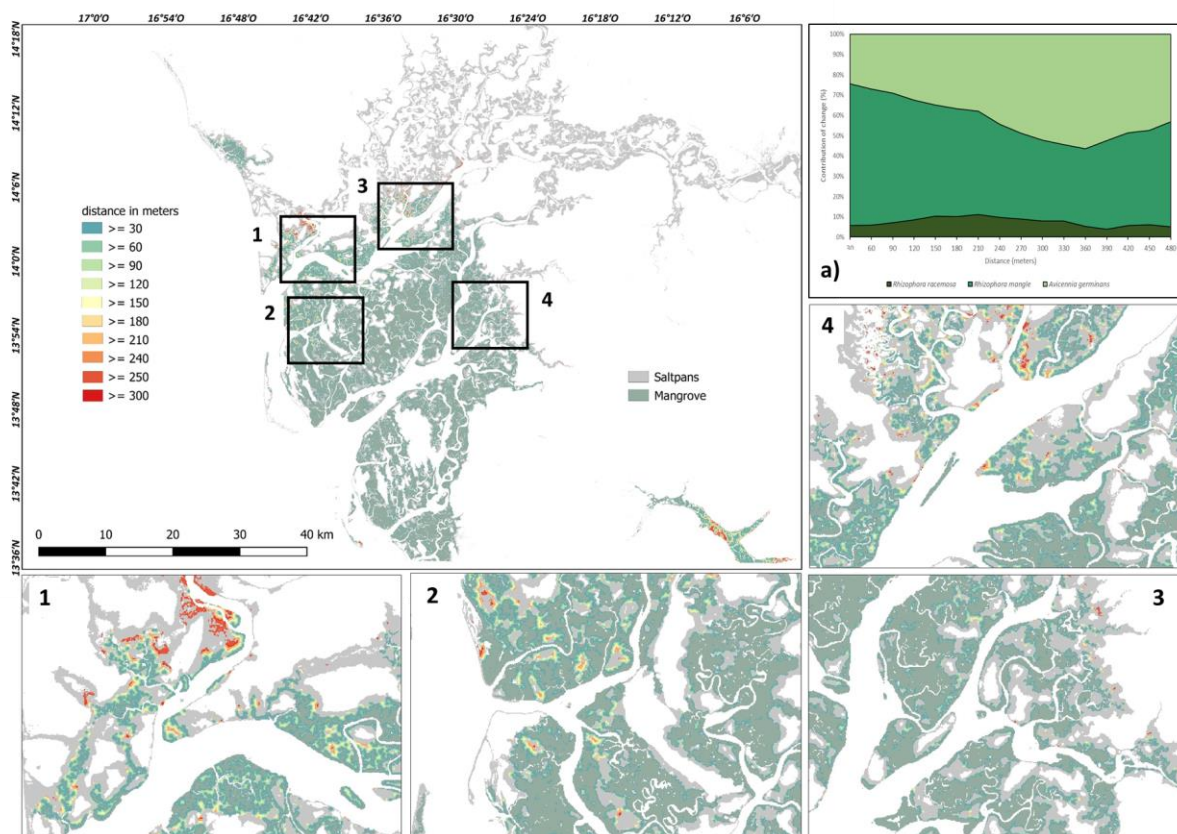 17°0' 16°54' 16°48' 16°42' 16°36' 16°30' 16°24' 16°18' 16°12' 16°6'
14°18'N
14°12'N
14°6'N
14°0'N
13°54'N
13°48'N
13°42'N
13°36'N
distance in meters
>= 30
>= 60
>= 90
>= 120
>= 150
>= 180
>= 210
>= 240
>= 250
>= 300
1
2
3
4
Saltpans
Mangrove
0 10 20 30 40 km
Contribution of change (%)
100%
90%
80%
70%
60%
50%
40%
30%
20%
10%
0%
60 90 120 150 180 210 240 270 300 330 360 390 420 450 480
Distance (meters)
a)
Rhizophora racemosa Rhizophora mangle Avicennia germinans
4
1
2
3